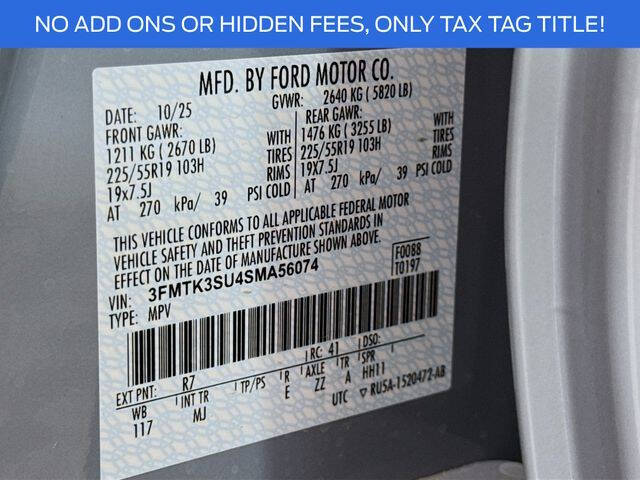 NO ADD ONS OR HIDDEN FEES, ONLY TAX TAG TITLE!
MFD. BY FORD MOTOR CO.
DATE: 10/25 GVWR: 2640 KG ( 5820 LB)
FRONT GAWR: REAR GAWR:
1211 KG ( 2670 LB) WITH 1476 KG ( 3255 LB) WITH
225/55R19 103H TIRES 225/55R19 103H TIRES
19x7.5J RIMS 19X7.5J RIMS
AT 270 kPa/ 39 PSI COLD AT 270 kPa/ 39 PSI COLD
THIS VEHICLE CONFORMS TO ALL APPLICABLE FEDERAL MOTOR
VEHICLE SAFETY AND THEFT PREVENTION STANDARDS IN
EFFECT ON THE DATE OF MANUFACTURE SHOWN ABOVE. F0088
VIN: 3FMTK3SU4SMA56074 T0197
TYPE: MPV
EXT PNT: R7 RC: 41 DSO:
WB INT TR TP/PS R AXLE TR SPR
117 MJ E ZZ A HH11
UTC ▽ RU5A-1520472-AB